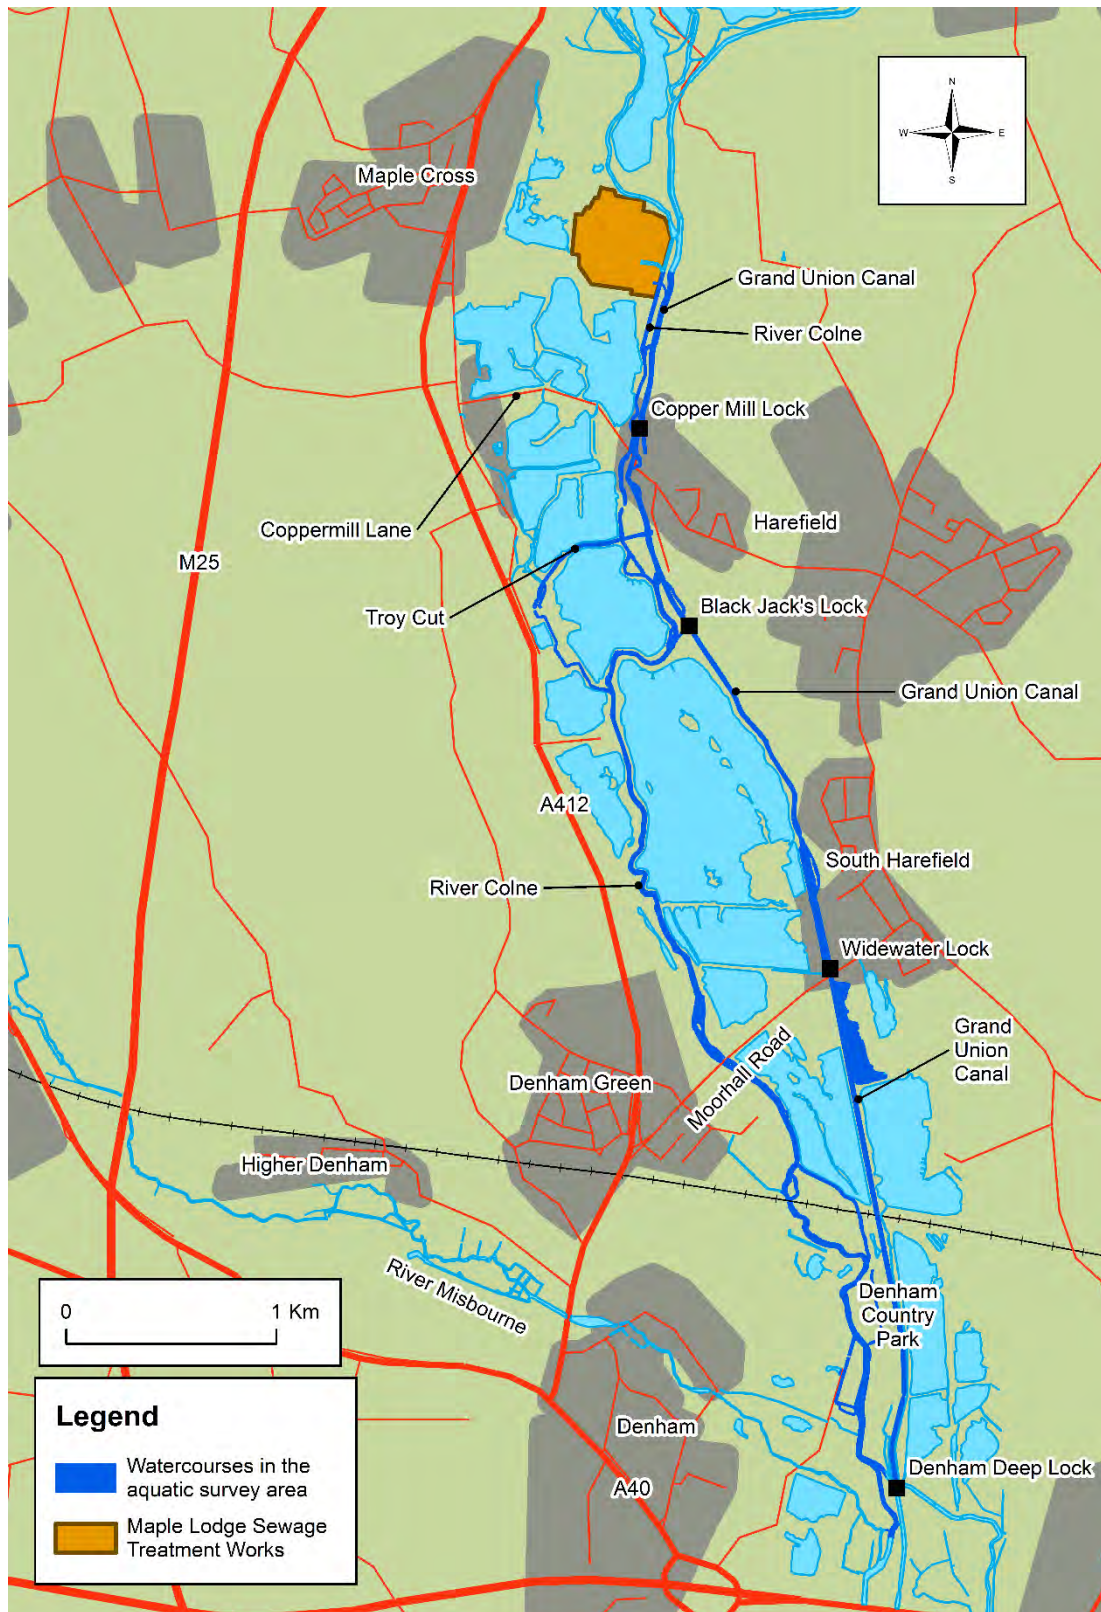 N
W
E
S
Maple Cross
Grand Union Canal
River Colne
Copper Mill Lock
Harefield
Coppermill Lane
M25
Troy Cut
Black Jack's Lock
Grand Union Canal
A412
South Harefield
River Colne
Widewater Lock
Grand
Union
Canal
Moorhall Road
Denham Green
Higher Denham
River Misbourne
Denham
Country
Park
0
1 Km
Legend
Watercourses in the
aquatic survey area
Maple Lodge Sewage
Treatment Works
Denham
A40
Denham Deep Lock